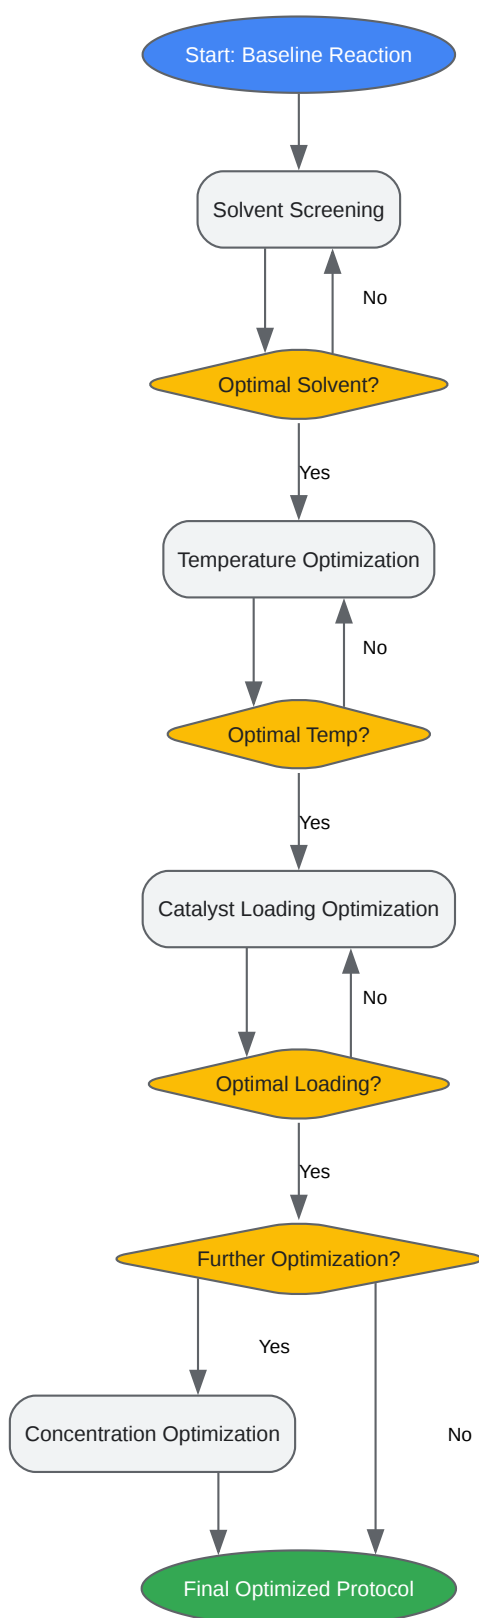 Start: Baseline Reaction
Solvent Screening
No
Optimal Solvent?
Yes
Temperature Optimization
No
Optimal Temp?
Yes
Catalyst Loading Optimization
No
Optimal Loading?
Yes
Further Optimization?
Yes
Concentration Optimization
No
Final Optimized Protocol